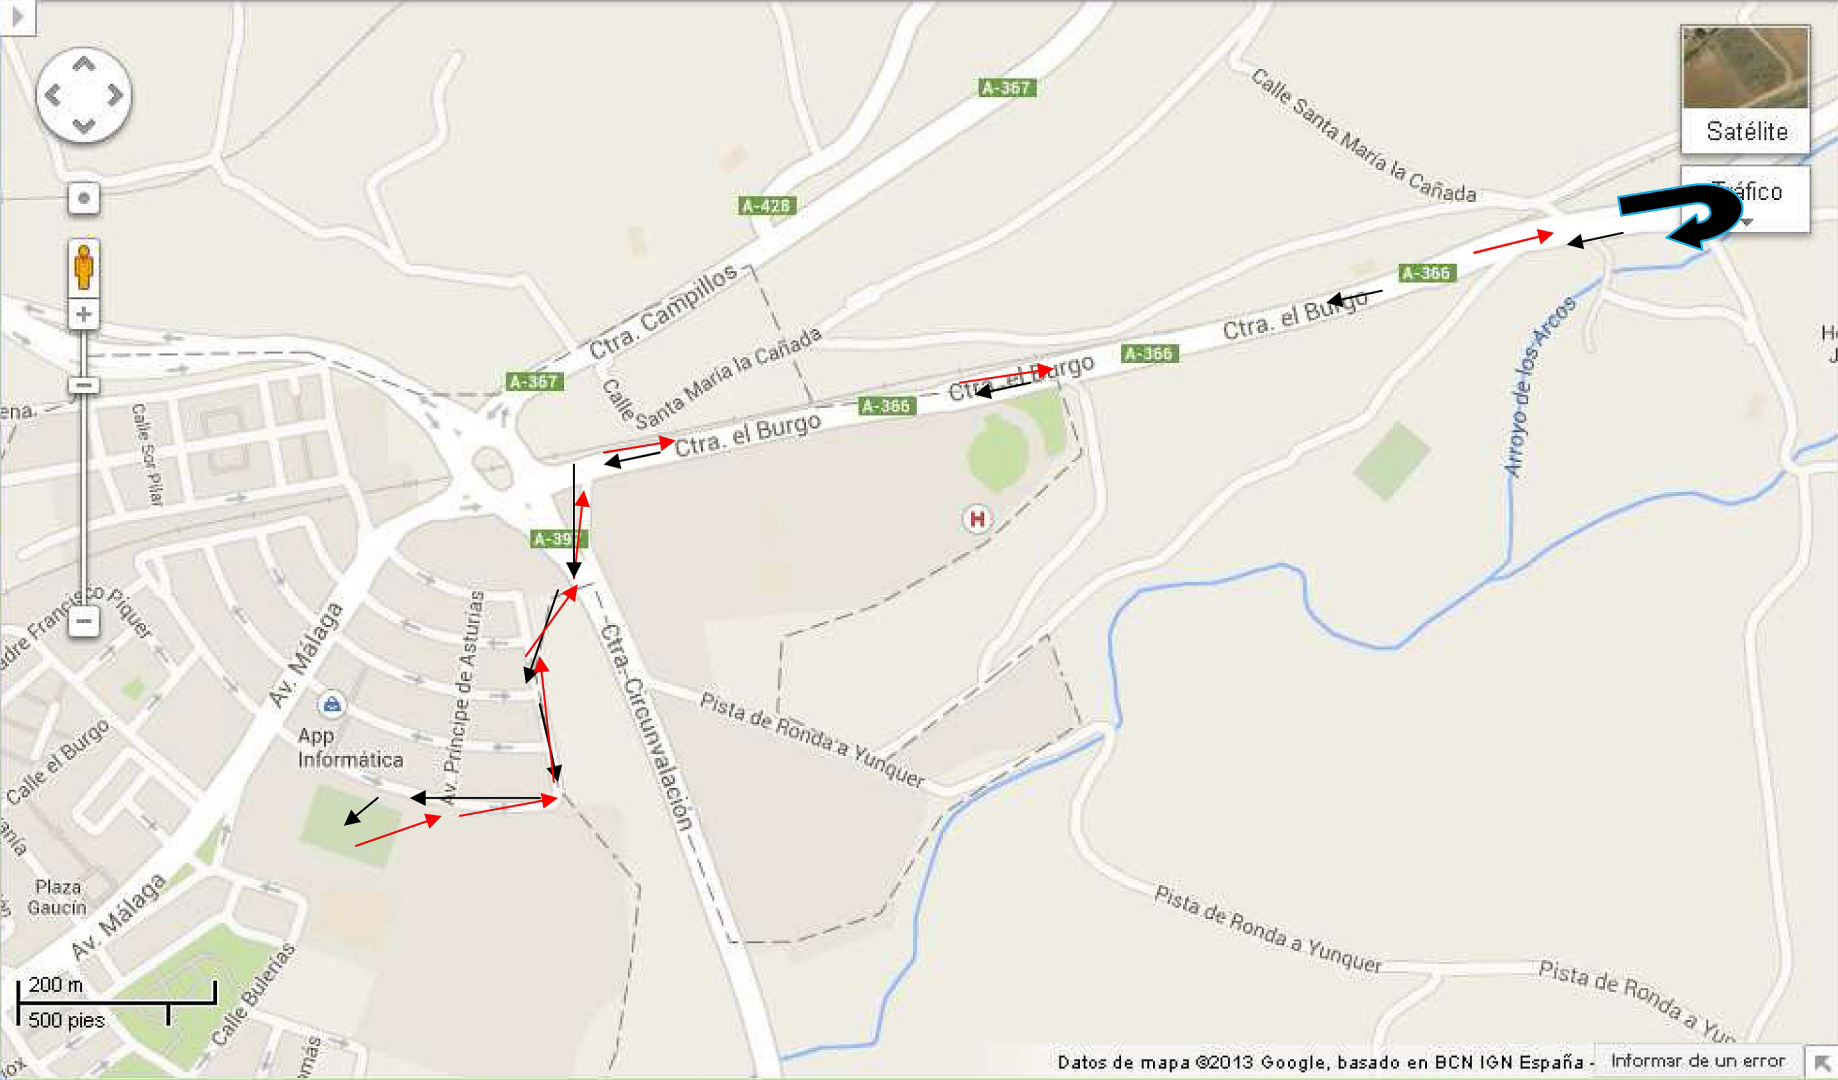 A-367
Calle Santa María la Cañada
Satélite
Tráfico
A-428
A-366
Ctra. Campillos
Ctra. el Burgo
A-366
Arroyo de los Arcos
Santa María la Cañada
Calle
A-367
Ctra. el Burgo
A-366
Ctra. el Burgo
Calle Sor Pilar
H
Av. Málaga
Av. Príncipe de Asturias
Ctra. Circunvalación
App
Informática
Pista de Ronda a Yunquer
Calle el Burgo
Plaza
Gaucín
Av. Málaga
Calle Bulerías
Pista de Ronda a Yunquer
Pista de Ronda a Yun
200 m
500 pies
Datos de mapa ©2013 Google, basado en BCN IGN España - Informar de un error